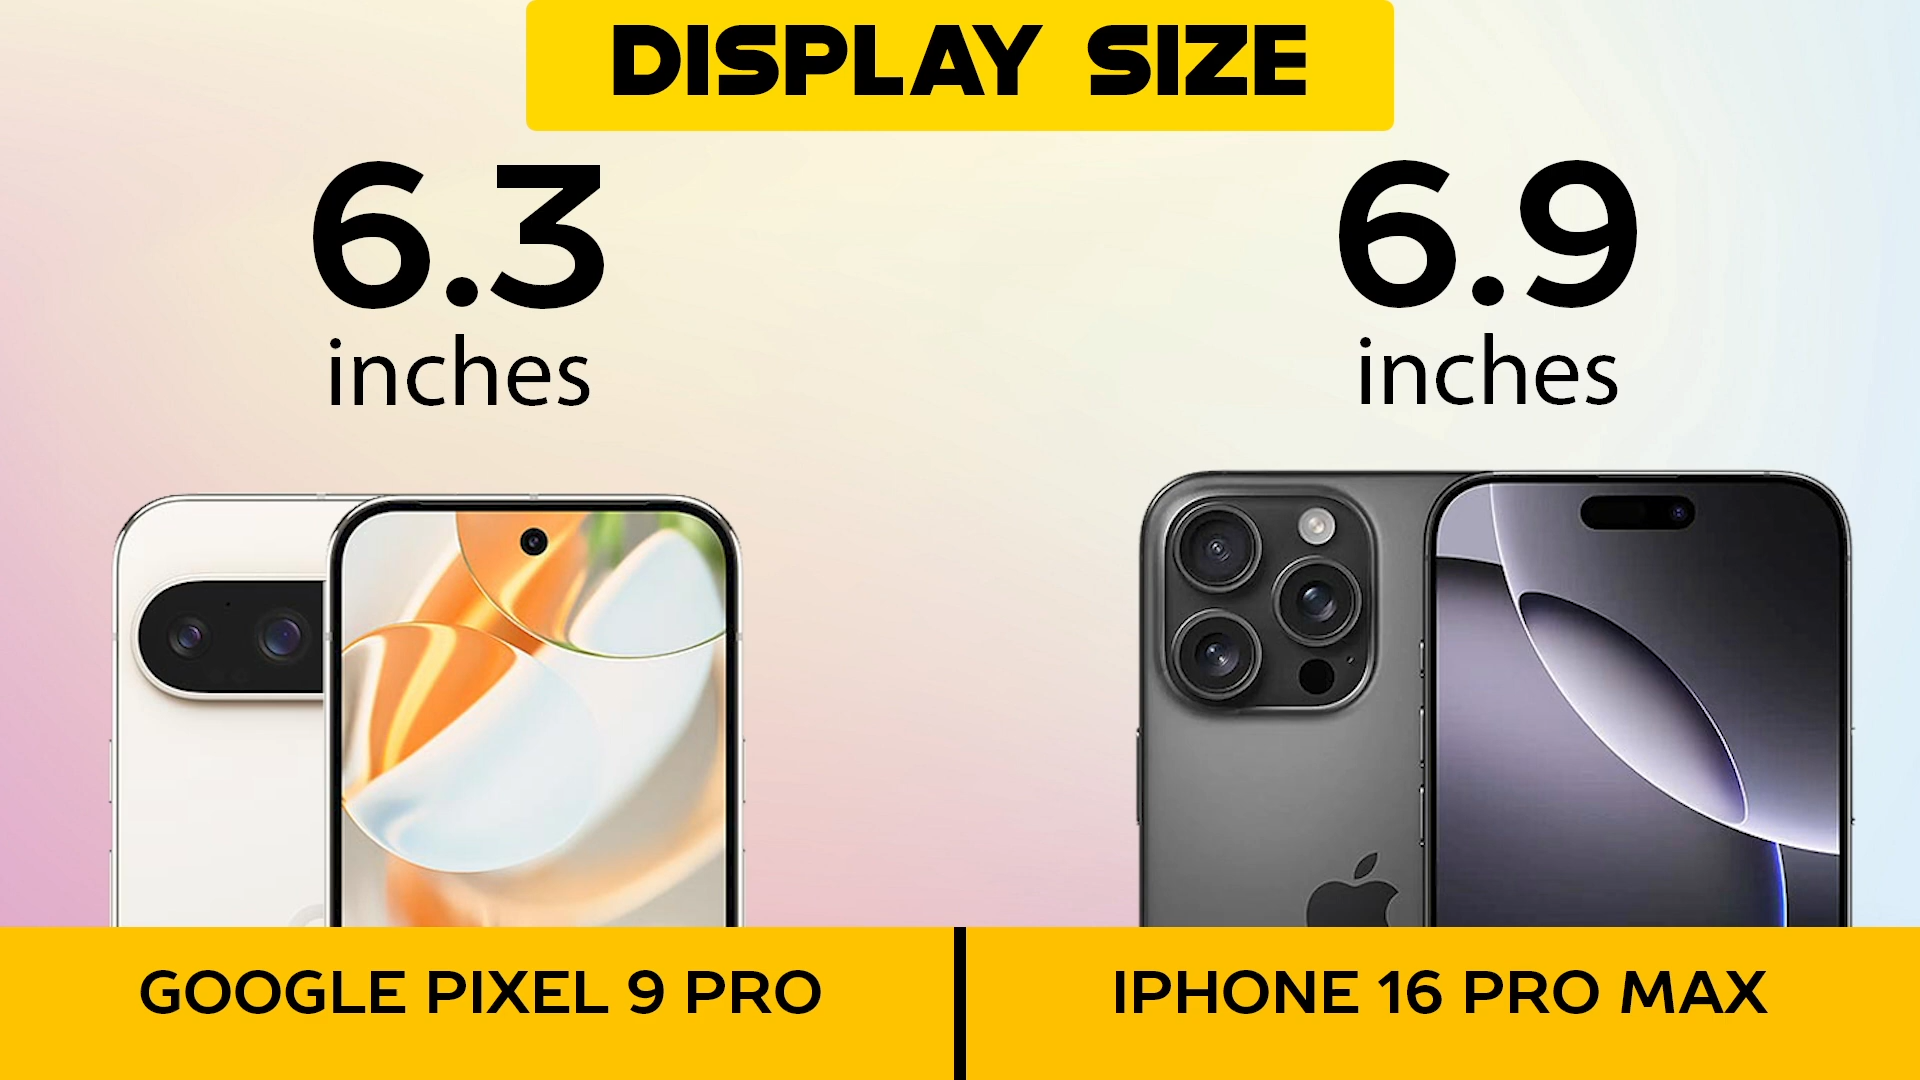 DISPLAY SIZE
6.3
inches
6.9
inches
GOOGLE PIXEL 9 PRO
IPHONE 16 PRO MAX